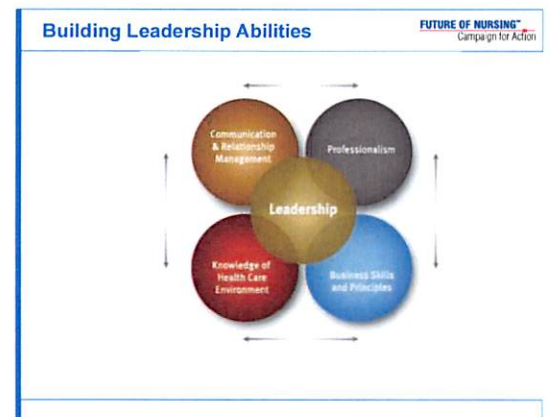 Building Leadership Abilities
FUTURE OF NURSING™
Campaign for Action
Communication
& Relationship
Management
Professionalism
Leadership
Knowledge of
Health Care
Environment
Business Skills
and Principles